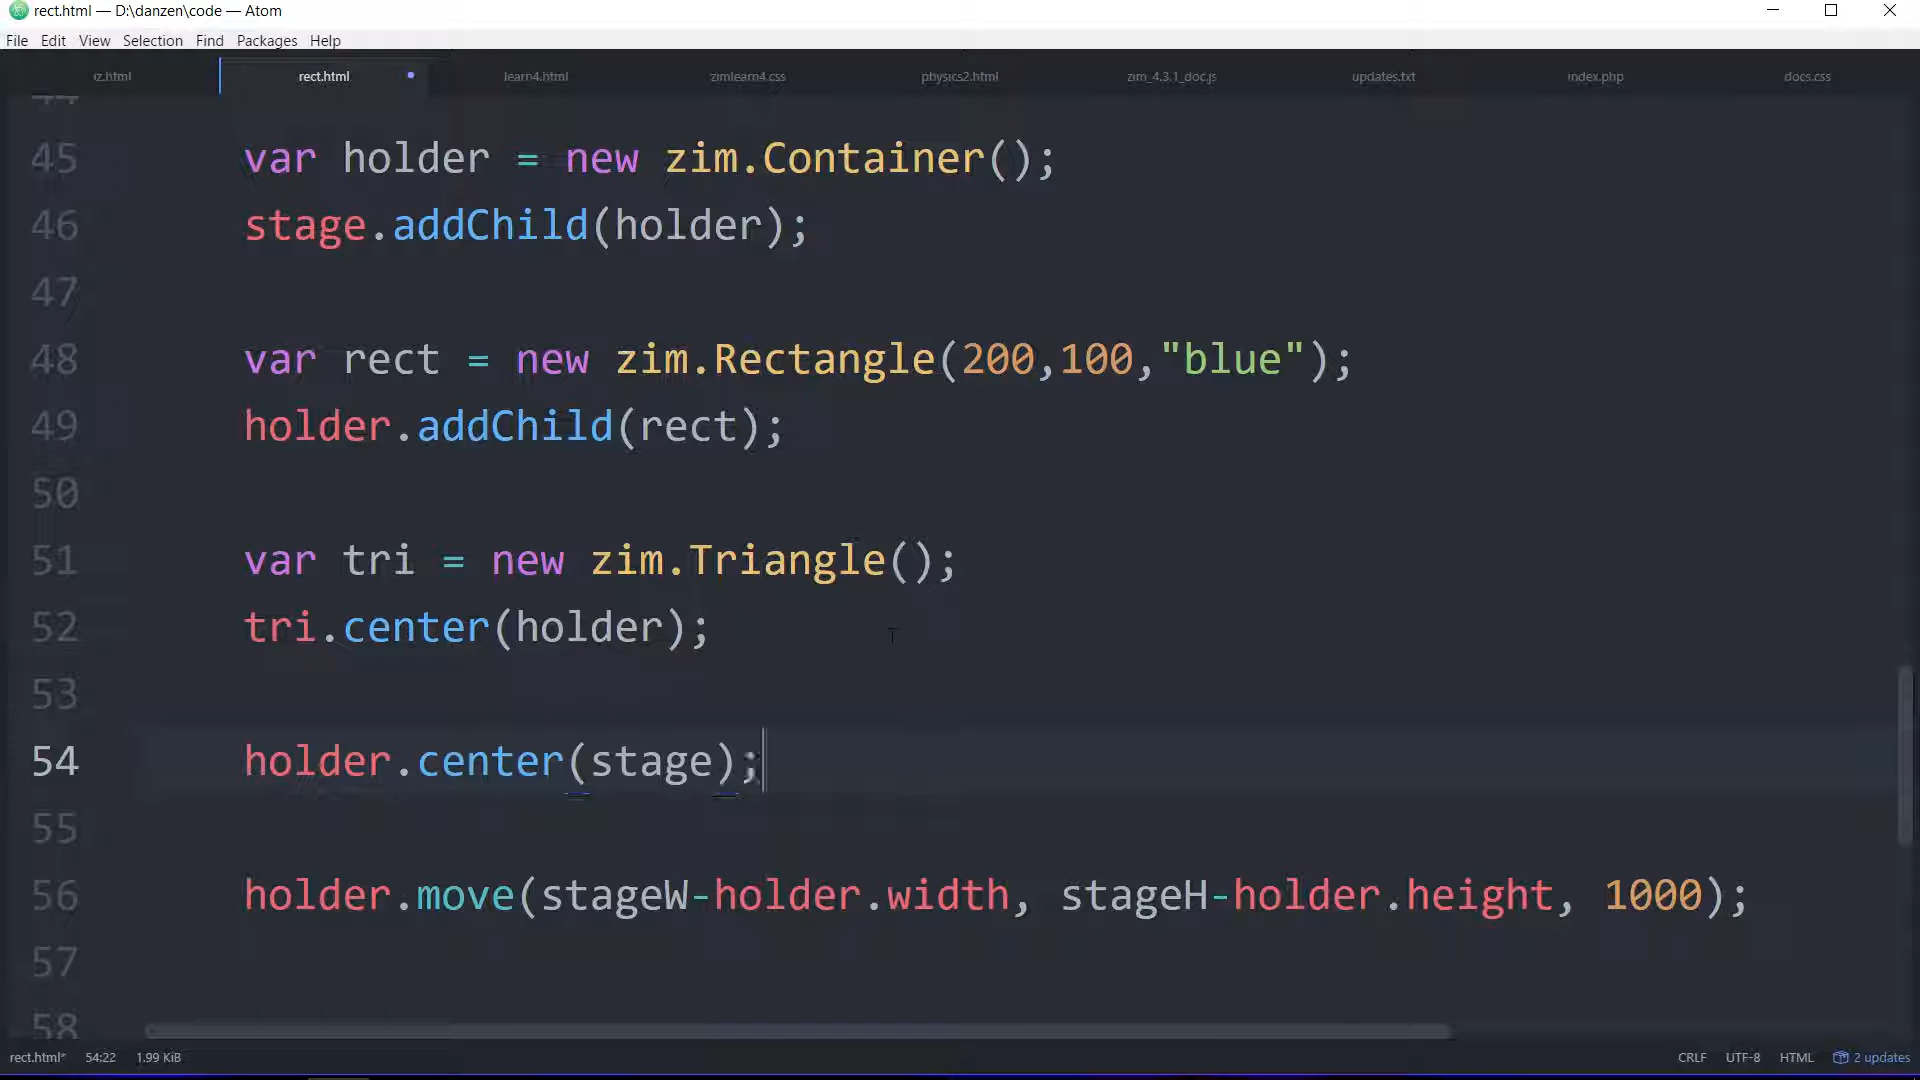 rect.html — D:\danzen\code — Atom
File Edit View Selection Find Packages Help
iz.html rect.html learn4.html zimlearn4.css physics2.html zim_4.3.1_doc.js updates.txt index.php docs.css
44
45 var holder = new zim.Container();
46 stage.addChild(holder);
47
48 var rect = new zim.Rectangle(200,100,"blue");
49 holder.addChild(rect);
50
51 var tri = new zim.Triangle();
52 tri.center(holder);
53
54 holder.center(stage);
55
56 holder.move(stageW-holder.width, stageH-holder.height, 1000);
57
58
rect.html* 54:22 1.99 KiB CRLF UTF-8 HTML 2 updates